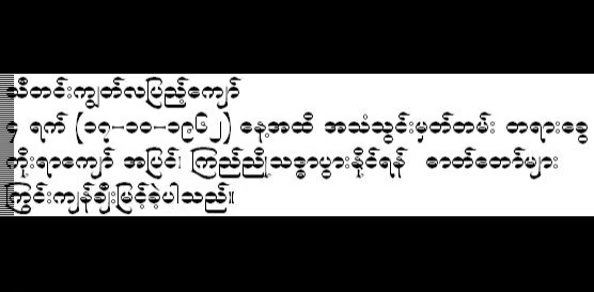 သီတင်းကျွတ်လပြည့်ကျော်
၄ ရက် (၁၇-၁၀-၁၉၆၂) နေ့အထိ အသံသွင်းမှတ်တမ်း တရားခွေ
ကိုးရာကျော် အပြင်၊ ကြည်ညိုသဒ္ဓာပွားနိုင်ရန် ဓာတ်တော်များ
ကြွင်းကျန်ချီးမြှင့်ခဲ့ပါသည်။